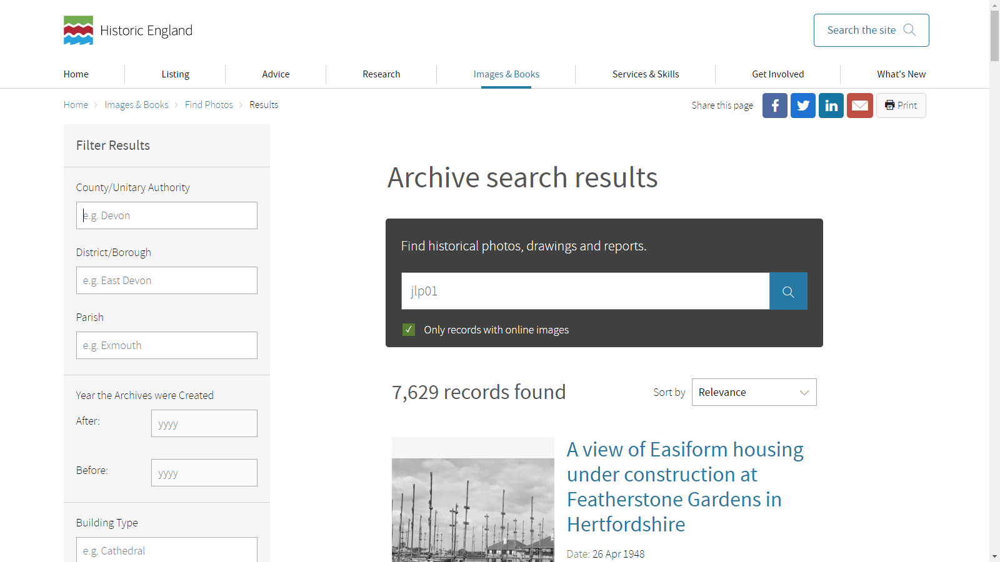 Historic England
Search the site
Home
Listing
Advice
Research
Images & Books
Services & Skills
Get Involved
What's New
Home
Images & Books
Find Photos
Results
Share this page
Print
Filter Results
County/Unitary Authority
e.g. Devon
District/Borough
e.g. East Devon
Parish
e.g. Exmouth
Year the Archives were Created
After:
yyyy
Before:
yyyy
Building Type
e.g. Cathedral
Archive search results
Find historical photos, drawings and reports.
jlp01
Only records with online images
7,629 records found
Sort by
Relevance
A view of Easiform housing
under construction at
Featherstone Gardens in
Hertfordshire
Date: 26 Apr 1948